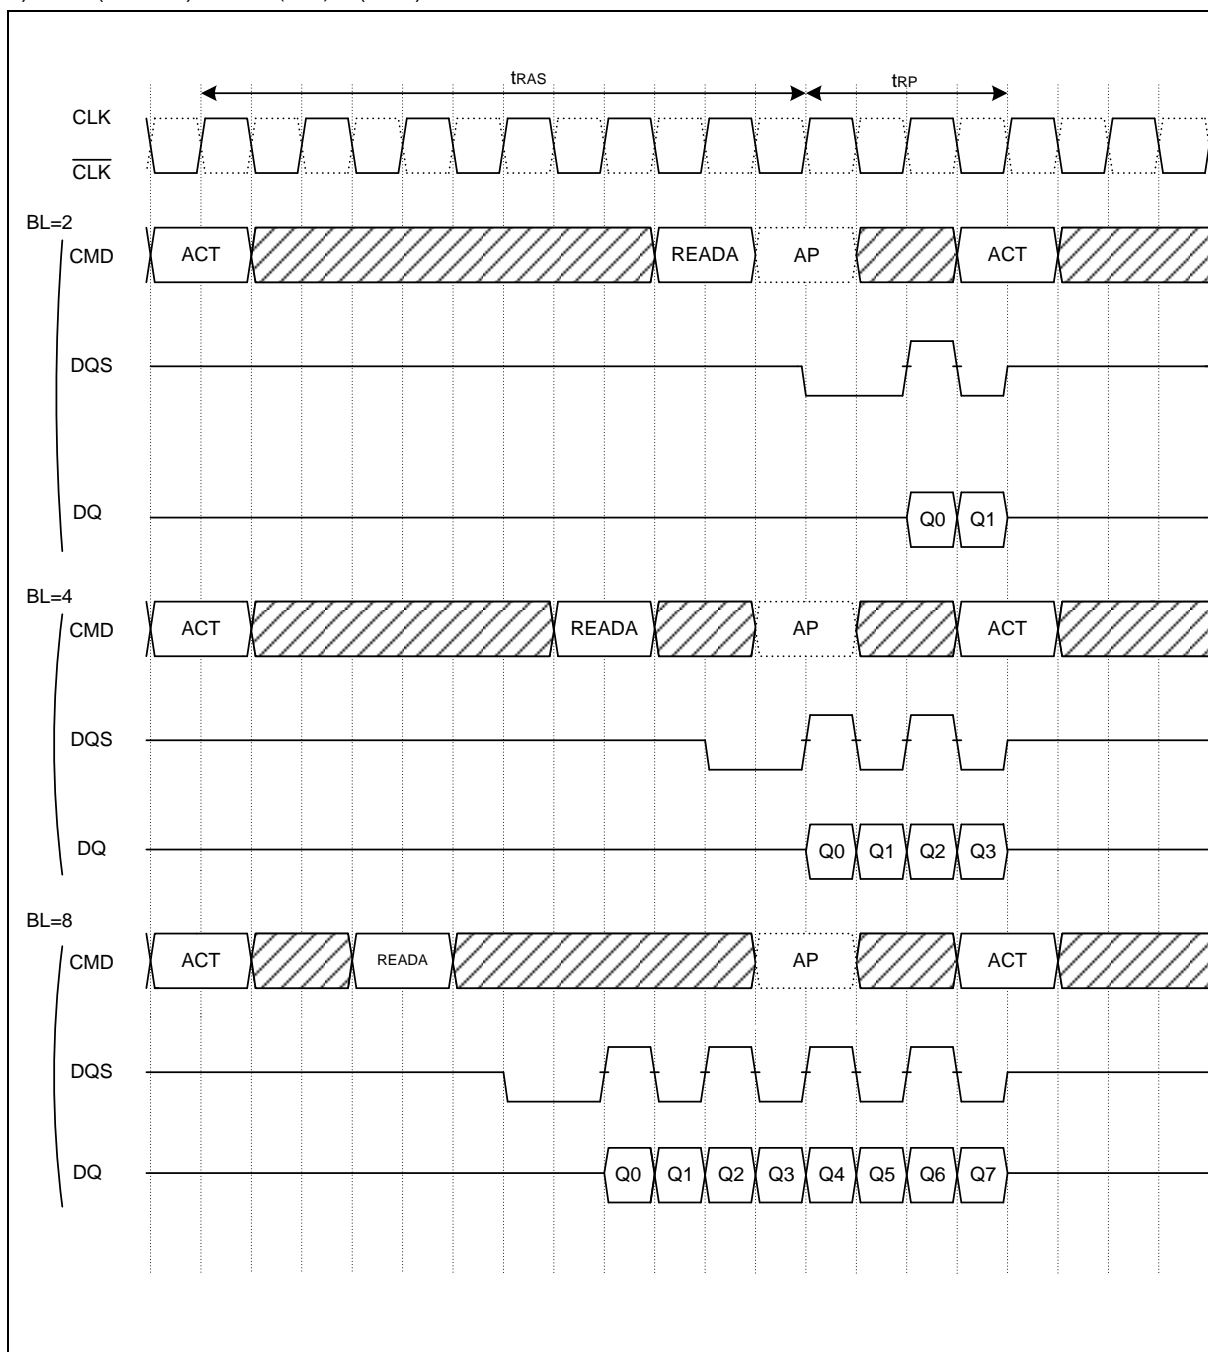 tRAS tRP
CLK
CLK
BL=2
CMD ACT READA AP ACT
DQS
DQ Q0 Q1
BL=4
CMD ACT READA AP ACT
DQS
DQ Q0 Q1 Q2 Q3
BL=8
CMD ACT READA AP ACT
DQS
DQ Q0 Q1 Q2 Q3 Q4 Q5 Q6 Q7